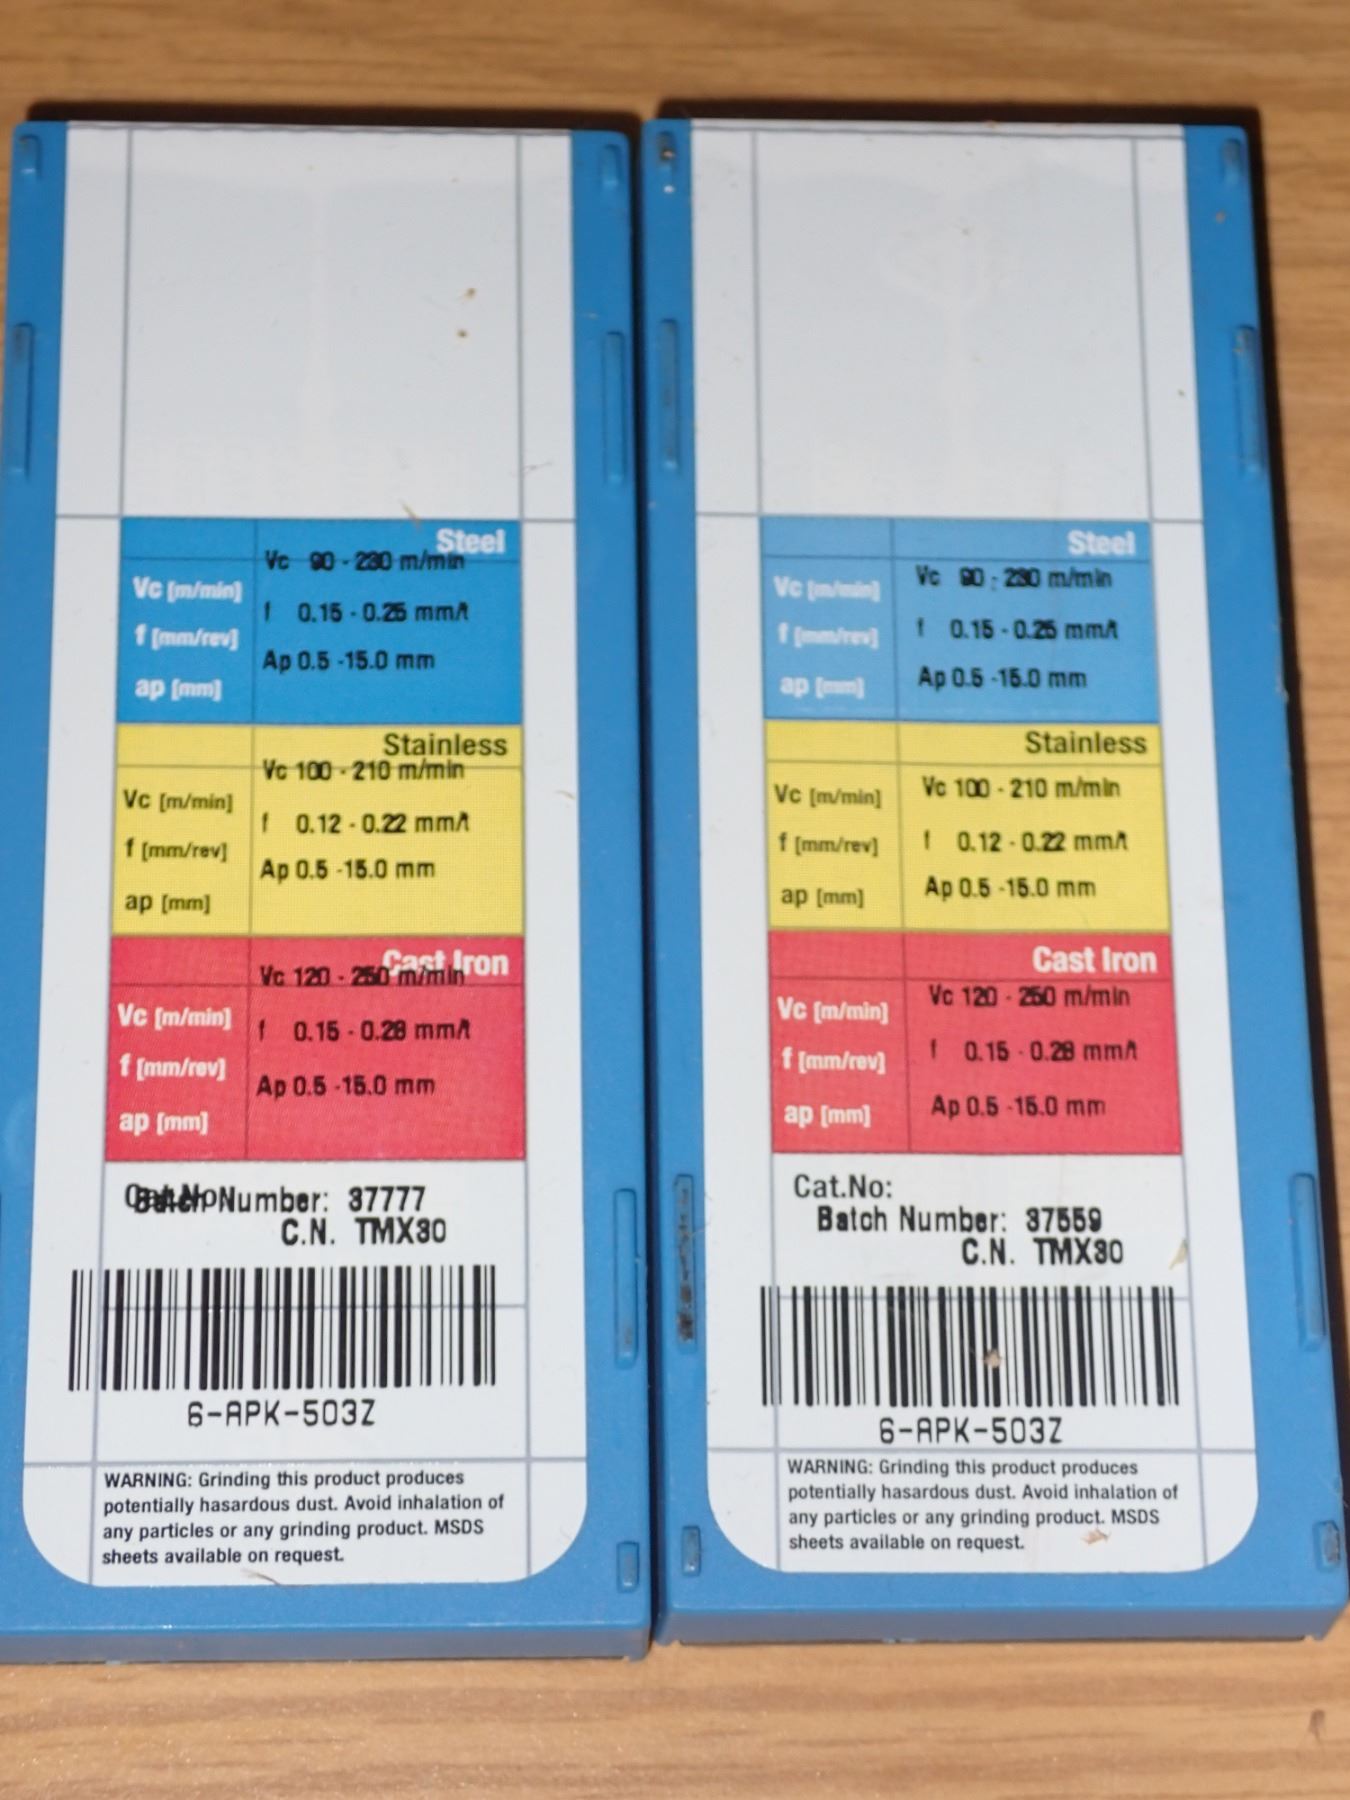 Steel
Vc 90 - 230 m/min
Vc [m/min]
f 0.15 - 0.25 mm/t
f [mm/rev]
Ap 0.5 -15.0 mm
ap [mm]
Stainless
Vc 100 - 210 m/min
Vc [m/min]
f 0.12 - 0.22 mm/t
f [mm/rev]
Ap 0.5 -15.0 mm
ap [mm]
Cast Iron
Vc 120 - 250 m/min
Vc [m/min]
f 0.15 - 0.28 mm/t
f [mm/rev]
Ap 0.5 -15.0 mm
ap [mm]
Cat.No:
Batch Number: 37777
C.N. TMX30
6-APK-503Z
WARNING: Grinding this product produces
potentially hasardous dust. Avoid inhalation of
any particles or any grinding product. MSDS
sheets available on request.
Steel
Vc [m/min] Vc 90 - 230 m/min
f [mm/rev] f 0.15 - 0.25 mm/t
ap [mm] Ap 0.5 -15.0 mm
Stainless
Vc [m/min] Vc 100 - 210 m/min
f [mm/rev] f 0.12 - 0.22 mm/t
ap [mm] Ap 0.5 -15.0 mm
Cast Iron
Vc [m/min] Vc 120 - 250 m/min
f [mm/rev] f 0.15 - 0.28 mm/t
ap [mm] Ap 0.5 -15.0 mm
Cat.No:
Batch Number: 37559
C.N. TMX30
6-APK-503Z
WARNING: Grinding this product produces
potentially hasardous dust. Avoid inhalation of
any particles or any grinding product. MSDS
sheets available on request.